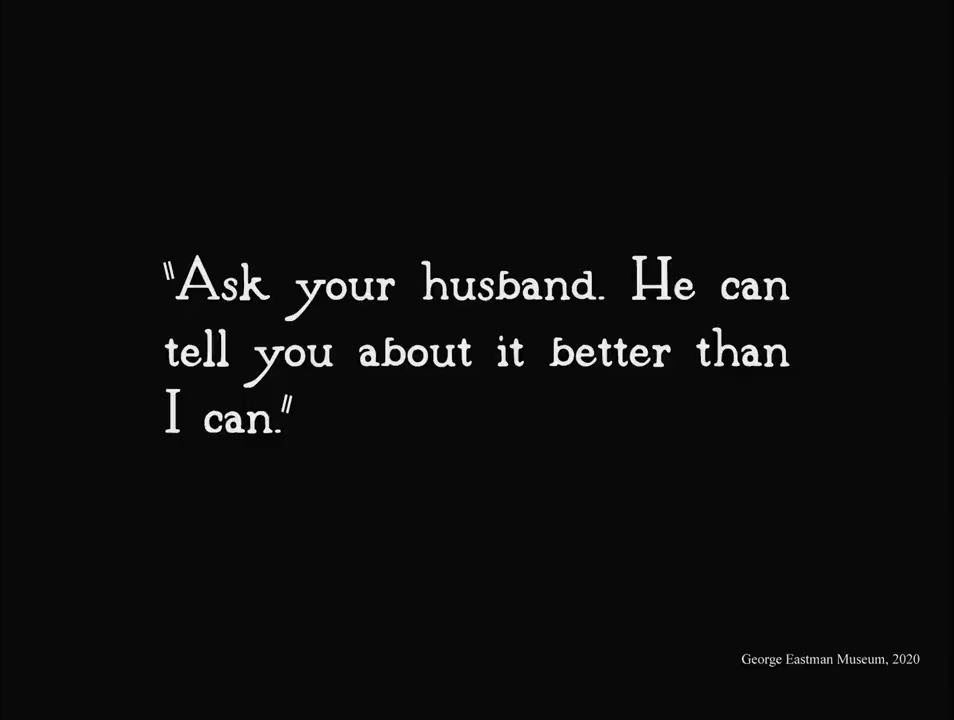 "Ask your husband. He can
tell you about it better than
I can."
George Eastman Museum, 2020